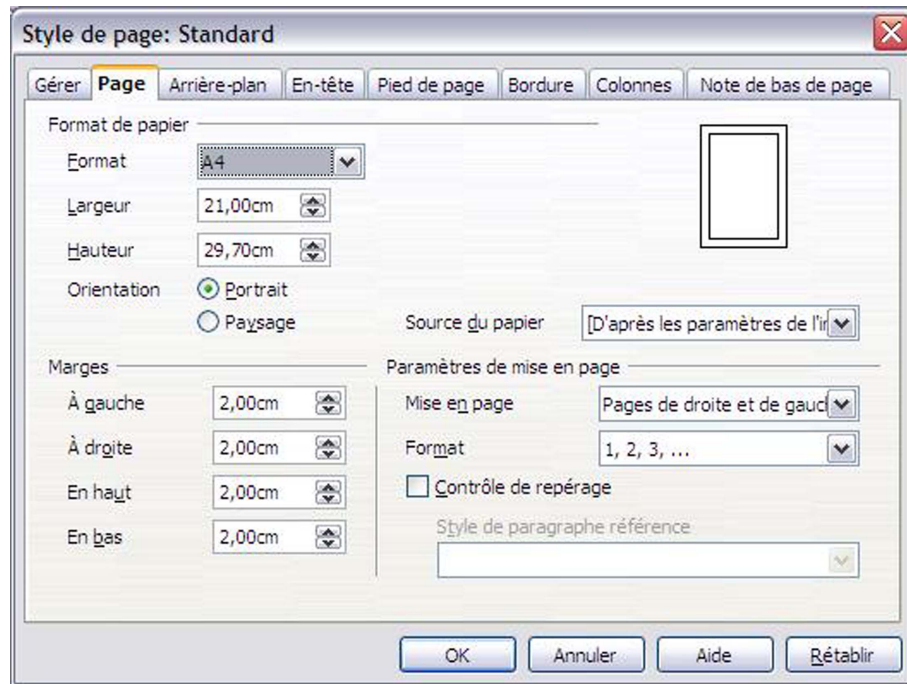 Style de page: Standard
Gérer Page Arrière-plan En-tête Pied de page Bordure Colonnes Note de bas de page
Format de papier
Format A4
Largeur 21,00cm
Hauteur 29,70cm
Orientation Portrait
Paysage
Source du papier [D'après les paramètres de l'i
Marges
À gauche 2,00cm
À droite 2,00cm
En haut 2,00cm
En bas 2,00cm
Paramètres de mise en page
Mise en page Pages de droite et de gauc
Format 1, 2, 3, ...
Contrôle de repérage
Style de paragraphe référence
OK Annuler Aide Rétablir